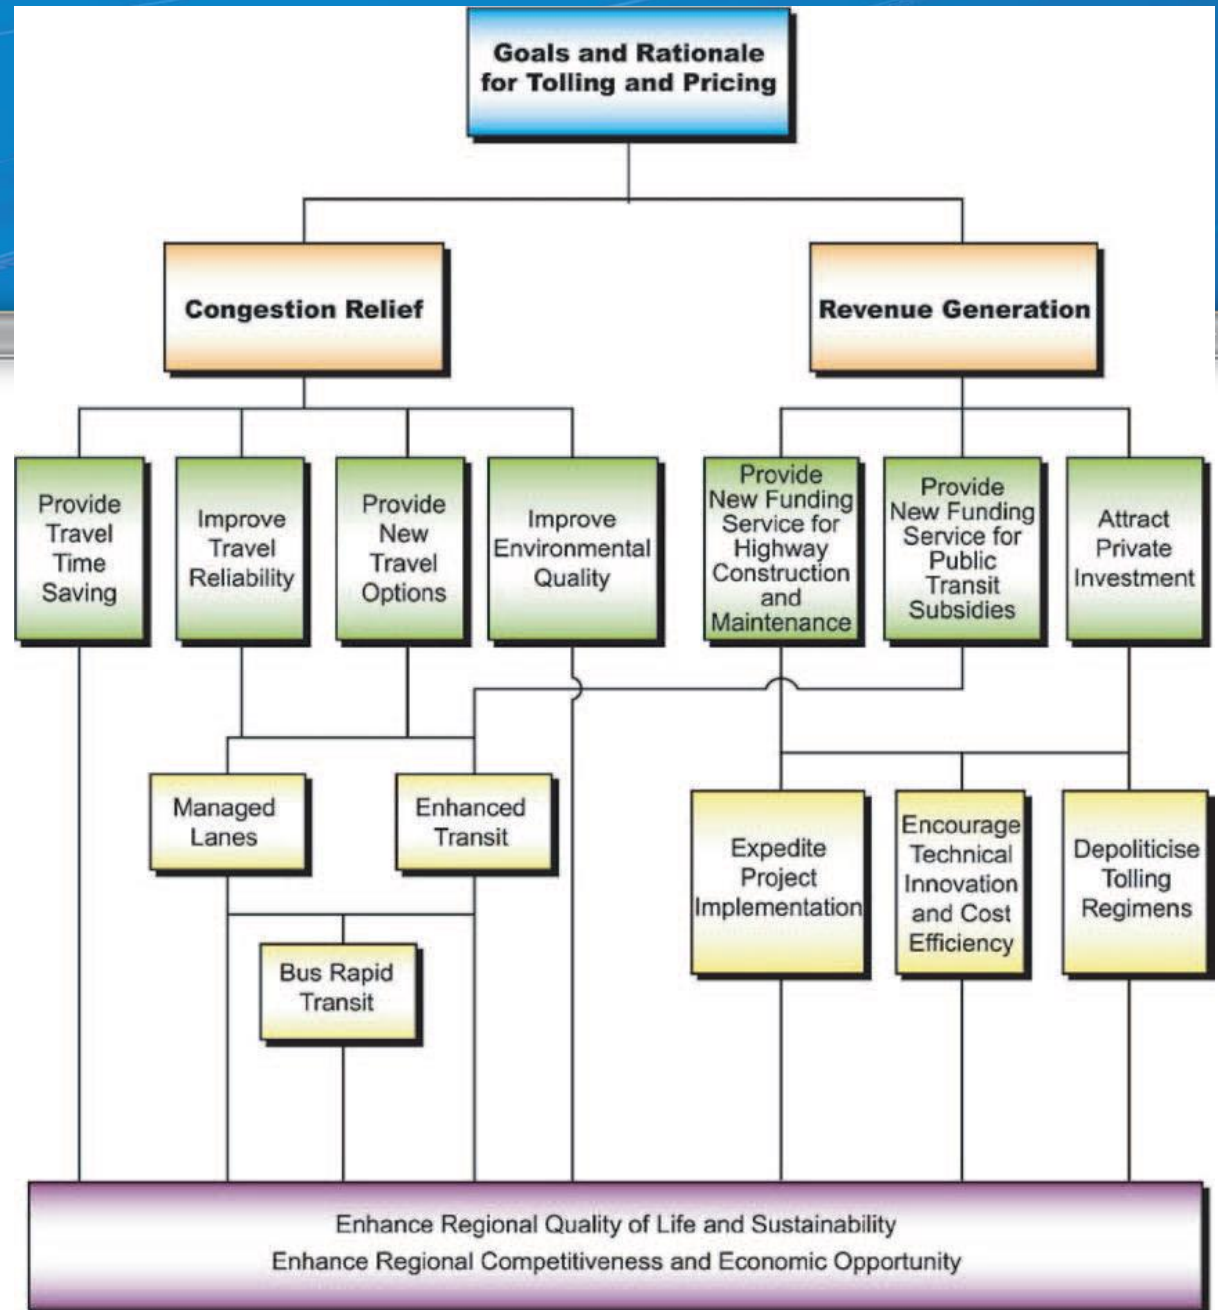 Goals and Rationale
for Tolling and Pricing
Congestion Relief
Revenue Generation
Provide
Travel
Time
Saving
Improve
Travel
Reliability
Provide
New
Travel
Options
Improve
Environmental
Quality
Provide
New Funding
Service for
Highway
Construction
and
Maintenance
Provide
New Funding
Service for
Public
Transit
Subsidies
Attract
Private
Investment
Managed
Lanes
Enhanced
Transit
Bus Rapid
Transit
Expedite
Project
Implementation
Encourage
Technical
Innovation
and Cost
Efficiency
Depoliticise
Tolling
Regimens
Enhance Regional Quality of Life and Sustainability
Enhance Regional Competitiveness and Economic Opportunity